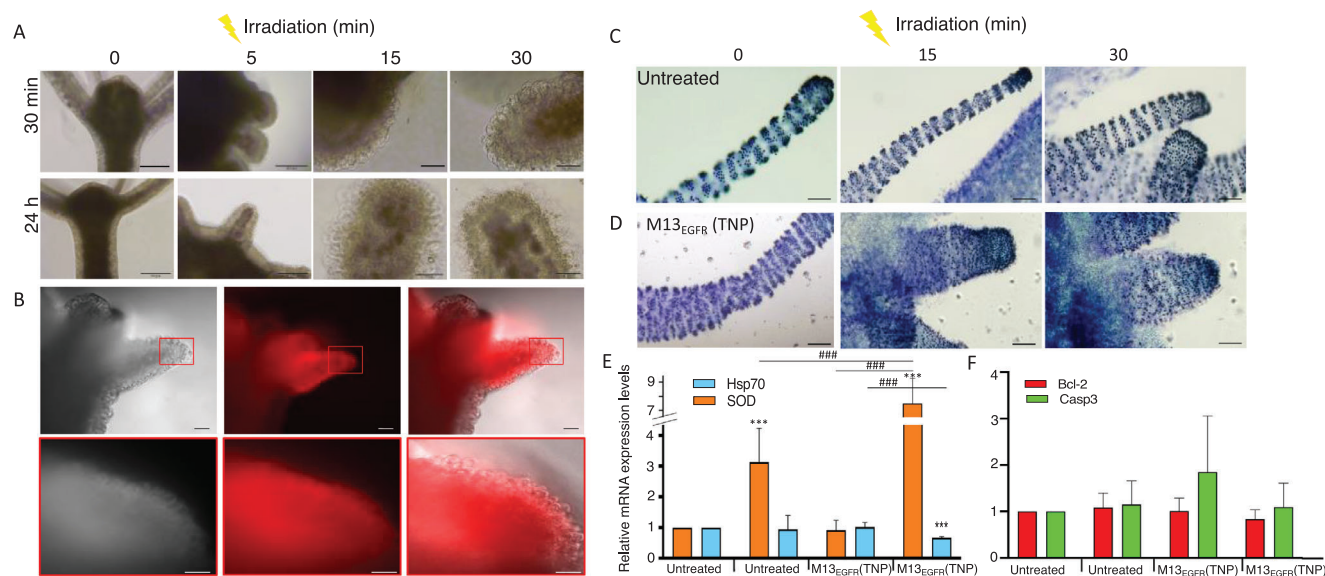 A
Irradiation (min)
0 5 15 30
30 min
24 h
B
C
Irradiation (min)
0 15 30
Untreated
D
M13EGFR (TNP)
E
Relative mRNA expression levels
Hsp70
SOD
###
###
###
***
***
***
9
7
4
3
2
1
0
Untreated Untreated M13EGFR(TNP) M13EGFR(TNP)
F
Bcl-2
Casp3
4
3
2
1
0
Untreated Untreated M13EGFR(TNP) M13EGFR(TNP)